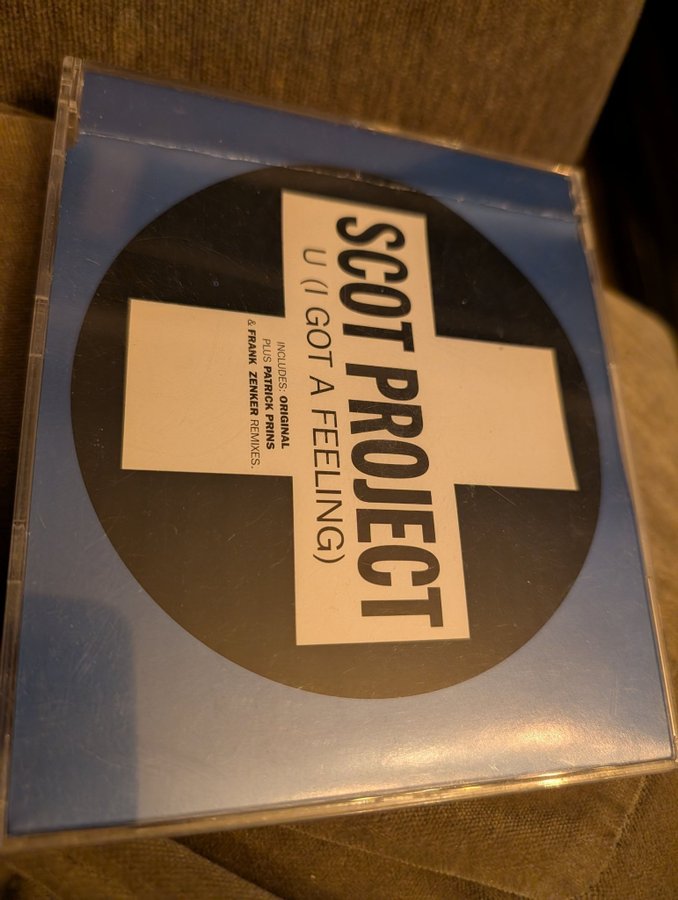 SCOT PROJECT
U (I GOT A FEELING)
INCLUDES: ORIGINAL
PLUS PATRICK PRINS
& FRANK ZENKER REMIXES.